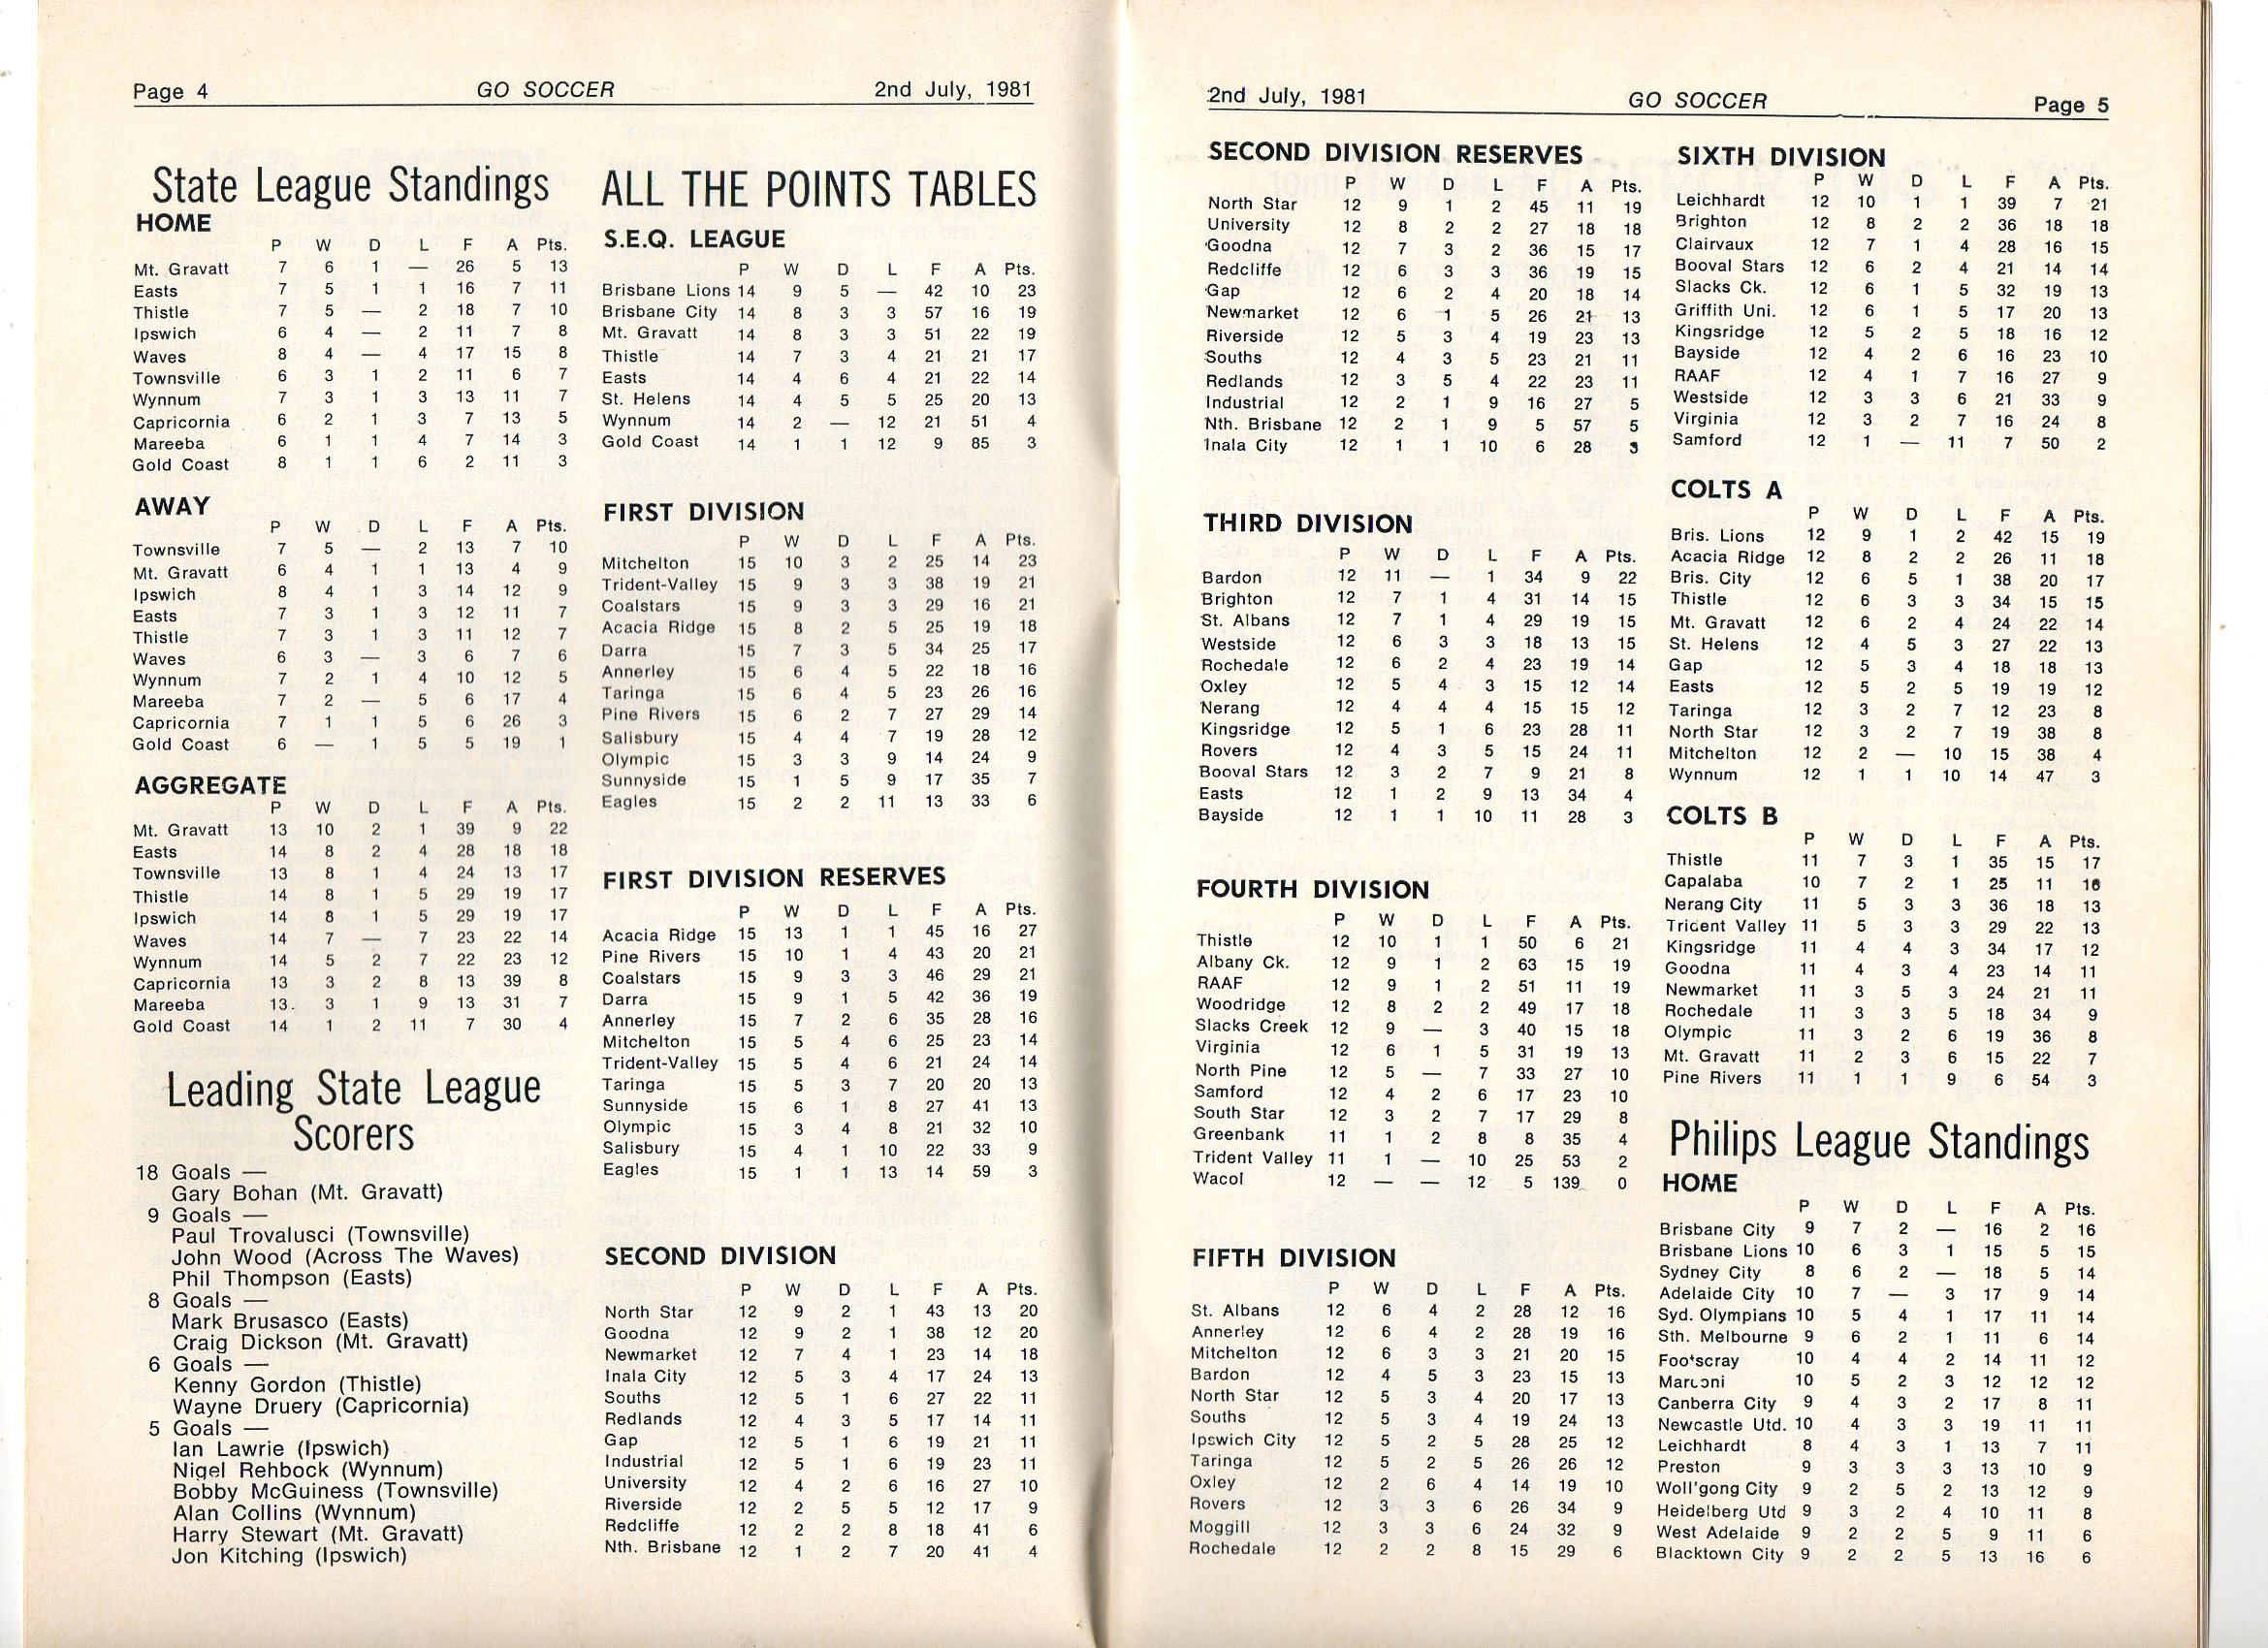 Page 4 GO SOCCER 2nd July, 1981
State League Standings
HOME
P W D L F A Pts.
Mt. Gravatt 7 6 1 — 26 5 13
Easts 7 5 1 1 16 7 11
Thistle 7 5 — 2 18 7 10
Ipswich 6 4 — 2 11 7 8
Waves 8 4 — 4 17 15 8
Townsville 6 3 1 2 11 6 7
Wynnum 7 3 1 3 13 11 7
Capricornia 6 2 1 3 7 13 5
Mareeba 6 1 1 4 7 14 3
Gold Coast 8 1 1 6 2 11 3
AWAY
P W D L F A Pts.
Townsville 7 5 — 2 13 7 10
Mt. Gravatt 6 4 1 1 13 4 9
Ipswich 8 4 1 3 14 12 9
Easts 7 3 1 3 12 11 7
Thistle 7 3 1 3 11 12 7
Waves 6 3 — 3 6 7 6
Wynnum 7 2 1 4 10 12 5
Mareeba 7 2 — 5 6 17 4
Capricornia 7 1 1 5 6 26 3
Gold Coast 6 — 1 5 5 19 1
AGGREGATE
P W D L F A Pts.
Mt. Gravatt 13 10 2 1 39 9 22
Easts 14 8 2 4 28 18 18
Townsville 13 8 1 4 24 13 17
Thistle 14 8 1 5 29 19 17
Ipswich 14 8 1 5 29 19 17
Waves 14 7 — 7 23 22 14
Wynnum 14 5 2 7 22 23 12
Capricornia 13 3 2 8 13 39 8
Mareeba 13. 3 1 9 13 31 7
Gold Coast 14 1 2 11 7 30 4
Leading State League
Scorers
18 Goals —
Gary Bohan (Mt. Gravatt)
9 Goals —
Paul Trovalusci (Townsville)
John Wood (Across The Waves)
Phil Thompson (Easts)
8 Goals —
Mark Brusasco (Easts)
Craig Dickson (Mt. Gravatt)
6 Goals —
Kenny Gordon (Thistle)
Wayne Druery (Capricornia)
5 Goals —
Ian Lawrie (Ipswich)
Nigel Rehbock (Wynnum)
Bobby McGuiness (Townsville)
Alan Collins (Wynnum)
Harry Stewart (Mt. Gravatt)
Jon Kitching (Ipswich)
ALL THE POINTS TABLES
S.E.Q. LEAGUE
P W D L F A Pts.
Brisbane Lions 14 9 5 — 42 10 23
Brisbane City 14 8 3 3 57 16 19
Mt. Gravatt 14 8 3 3 51 22 19
Thistle 14 7 3 4 21 21 17
Easts 14 4 6 4 21 22 14
St. Helens 14 4 5 5 25 20 13
Wynnum 14 2 — 12 21 51 4
Gold Coast 14 1 1 12 9 85 3
FIRST DIVISION
P W D L F A Pts.
Mitchelton 15 10 3 2 25 14 23
Trident-Valley 15 9 3 3 38 19 21
Coalstars 15 9 3 3 29 16 21
Acacia Ridge 15 8 2 5 25 19 18
Darra 15 7 3 5 34 25 17
Annerley 15 6 4 5 22 18 16
Taringa 15 6 4 5 23 26 16
Pine Rivers 15 6 2 7 27 29 14
Salisbury 15 4 4 7 19 28 12
Olympic 15 3 3 9 14 24 9
Sunnyside 15 1 5 9 17 35 7
Eagles 15 2 2 11 13 33 6
FIRST DIVISION RESERVES
P W D L F A Pts.
Acacia Ridge 15 13 1 1 45 16 27
Pine Rivers 15 10 1 4 43 20 21
Coalstars 15 9 3 3 46 29 21
Darra 15 9 1 5 42 36 19
Annerley 15 7 2 6 35 28 16
Mitchelton 15 5 4 6 25 23 14
Trident-Valley 15 5 4 6 21 24 14
Taringa 15 5 3 7 20 20 13
Sunnyside 15 6 1 8 27 41 13
Olympic 15 3 4 8 21 32 10
Salisbury 15 4 1 10 22 33 9
Eagles 15 1 1 13 14 59 3
SECOND DIVISION
P W D L F A Pts.
North Star 12 9 2 1 43 13 20
Goodna 12 9 2 1 38 12 20
Newmarket 12 7 4 1 23 14 18
Inala City 12 5 3 4 17 24 13
Souths 12 5 1 6 27 22 11
Redlands 12 4 3 5 17 14 11
Gap 12 5 1 6 19 21 11
Industrial 12 5 1 6 19 23 11
University 12 4 2 6 16 27 10
Riverside 12 2 5 5 12 17 9
Redcliffe 12 2 2 8 18 41 6
Nth. Brisbane 12 1 2 7 20 41 4
2nd July, 1981 GO SOCCER Page 5
SECOND DIVISION RESERVES
P W D L F A Pts.
North Star 12 9 1 2 45 11 19
University 12 8 2 2 27 18 18
Goodna 12 7 3 2 36 15 17
Redcliffe 12 6 3 3 36 19 15
Gap 12 6 2 4 20 18 14
Newmarket 12 6 1 5 26 21 13
Riverside 12 5 3 4 19 23 13
Souths 12 4 3 5 23 21 11
Redlands 12 3 5 4 22 23 11
Industrial 12 2 1 9 16 27 5
Nth. Brisbane 12 2 1 9 5 57 5
Inala City 12 1 1 10 6 28 3
THIRD DIVISION
P W D L F A Pts.
Bardon 12 11 — 1 34 9 22
Brighton 12 7 1 4 31 14 15
St. Albans 12 7 1 4 29 19 15
Westside 12 6 3 3 18 13 15
Rochedale 12 6 2 4 23 19 14
Oxley 12 5 4 3 15 12 14
Nerang 12 4 4 4 15 15 12
Kingsridge 12 5 1 6 23 28 11
Rovers 12 4 3 5 15 24 11
Booval Stars 12 3 2 7 9 21 8
Easts 12 1 2 9 13 34 4
Bayside 12 1 1 10 11 28 3
FOURTH DIVISION
P W D L F A Pts.
Thistle 12 10 1 1 50 6 21
Albany Ck. 12 9 1 2 63 15 19
RAAF 12 9 1 2 51 11 19
Woodridge 12 8 2 2 49 17 18
Slacks Creek 12 9 — 3 40 15 18
Virginia 12 6 1 5 31 19 13
North Pine 12 5 — 7 33 27 10
Samford 12 4 2 6 17 23 10
South Star 12 3 2 7 17 29 8
Greenbank 11 1 2 8 8 35 4
Trident Valley 11 1 — 10 25 53 2
Wacol 12 — — 12 5 139 0
FIFTH DIVISION
P W D L F A Pts.
St. Albans 12 6 4 2 28 12 16
Annerley 12 6 4 2 28 19 16
Mitchelton 12 6 3 3 21 20 15
Bardon 12 4 5 3 23 15 13
North Star 12 5 3 4 20 17 13
Souths 12 5 3 4 19 24 13
Ipswich City 12 5 2 5 28 25 12
Taringa 12 5 2 5 26 26 12
Oxley 12 2 6 4 14 19 10
Rovers 12 3 3 6 26 34 9
Moggill 12 3 3 6 24 32 9
Rochedale 12 2 2 8 15 29 6
SIXTH DIVISION
P W D L F A Pts.
Leichhardt 12 10 1 1 39 7 21
Brighton 12 8 2 2 36 18 18
Clairvaux 12 7 1 4 28 16 15
Booval Stars 12 6 2 4 21 14 14
Slacks Ck. 12 6 1 5 32 19 13
Griffith Uni. 12 6 1 5 17 20 13
Kingsridge 12 5 2 5 18 16 12
Bayside 12 4 2 6 16 23 10
RAAF 12 4 1 7 16 27 9
Westside 12 3 3 6 21 33 9
Virginia 12 3 2 7 16 24 8
Samford 12 1 — 11 7 50 2
COLTS A
P W D L F A Pts.
Bris. Lions 12 9 1 2 42 15 19
Acacia Ridge 12 8 2 2 26 11 18
Bris. City 12 6 5 1 38 20 17
Thistle 12 6 3 3 34 15 15
Mt. Gravatt 12 6 2 4 24 22 14
St. Helens 12 4 5 3 27 22 13
Gap 12 5 3 4 18 18 13
Easts 12 5 2 5 19 19 12
Taringa 12 3 2 7 12 23 8
North Star 12 3 2 7 19 38 8
Mitchelton 12 2 — 10 15 38 4
Wynnum 12 1 1 10 14 47 3
COLTS B
P W D L F A Pts.
Thistle 11 7 3 1 35 15 17
Capalaba 10 7 2 1 25 11 16
Nerang City 11 5 3 3 36 18 13
Trident Valley 11 5 3 3 29 22 13
Kingsridge 11 4 4 3 34 17 12
Goodna 11 4 3 4 23 14 11
Newmarket 11 3 5 3 24 21 11
Rochedale 11 3 3 5 18 34 9
Olympic 11 3 2 6 19 36 8
Mt. Gravatt 11 2 3 6 15 22 7
Pine Rivers 11 1 1 9 6 54 3
Philips League Standings
HOME
P W D L F A Pts.
Brisbane City 9 7 2 — 16 2 16
Brisbane Lions 10 6 3 1 15 5 15
Sydney City 8 6 2 — 18 5 14
Adelaide City 10 7 — 3 17 9 14
Syd. Olympians 10 5 4 1 17 11 14
Sth. Melbourne 9 6 2 1 11 6 14
Footscray 10 4 4 2 14 11 12
Marconi 10 5 2 3 12 12 12
Canberra City 9 4 3 2 17 8 11
Newcastle Utd. 10 4 3 3 19 11 11
Leichhardt 8 4 3 1 13 7 11
Preston 9 3 3 3 13 10 9
Woll'gong City 9 2 5 2 13 12 9
Heidelberg Utd 9 3 2 4 10 11 8
West Adelaide 9 2 2 5 9 11 6
Blacktown City 9 2 2 5 13 16 6